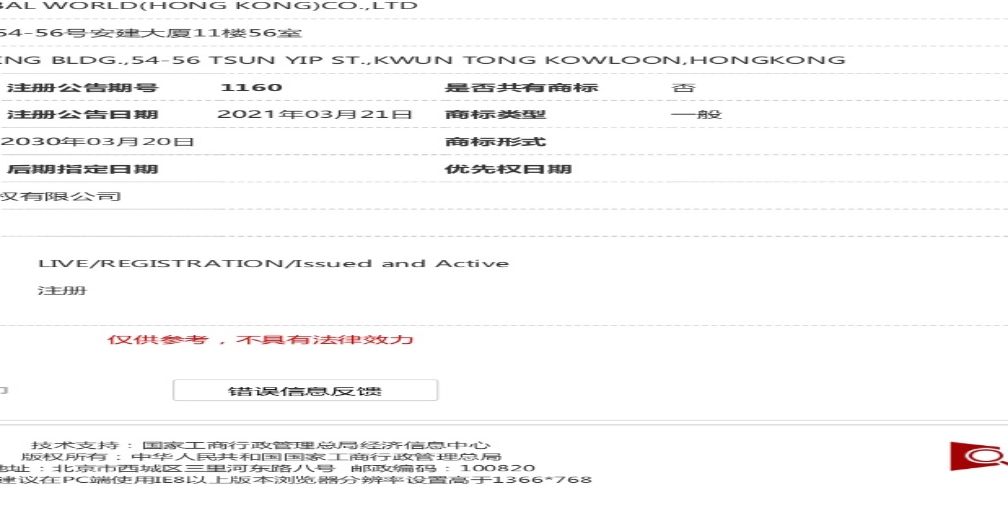 WORLD(HONG KONG)CO.,LTD
54-56号安建大厦11楼56室
BLDG.,54-56 TSUN YIP ST.,KWUN TONG KOWLOON,HONGKONG
注册公告期号 1160 是否共有商标 否
注册公告日期 2021年03月21日 商标类型 一般
2030年03月20日 商标形式
后期指定日期 优先权日期
权有限公司
LIVE/REGISTRATION/Issued and Active
注册
仅供参考，不具有法律效力
错误信息反馈
技术支持：国家工商行政管理总局经济信息中心
版权所有：中华人民共和国国家工商行政管理总局
地址：北京市西城区三里河东路八号 邮政编码：100820
建议在PC端使用IE8以上版本浏览器分辨率设置高于1366*768